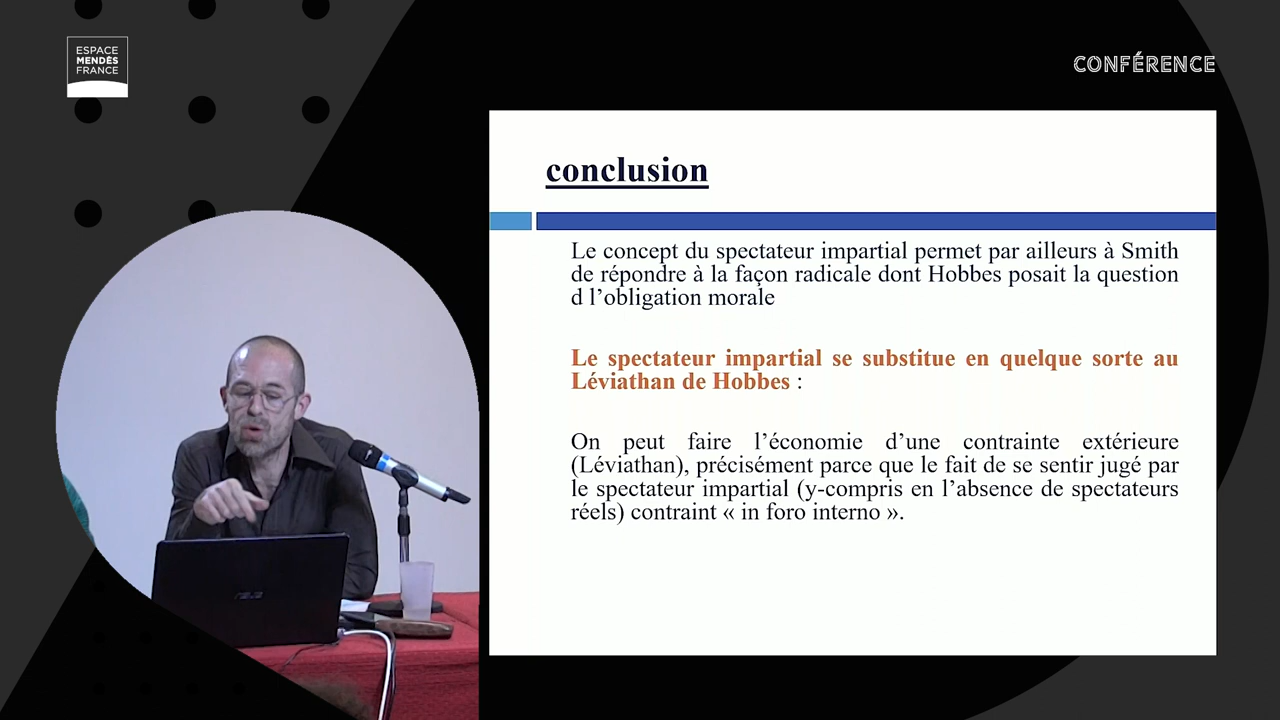 ESPACE
MENDÈS
FRANCE
CONFÉRENCE
conclusion
Le concept du spectateur impartial permet par ailleurs à Smith
de répondre à la façon radicale dont Hobbes posait la question
d l’obligation morale
Le spectateur impartial se substitue en quelque sorte au
Léviathan de Hobbes :
On peut faire l’économie d’une contrainte extérieure
(Léviathan), précisément parce que le fait de se sentir jugé par
le spectateur impartial (y-compris en l’absence de spectateurs
réels) contraint « in foro interno ».